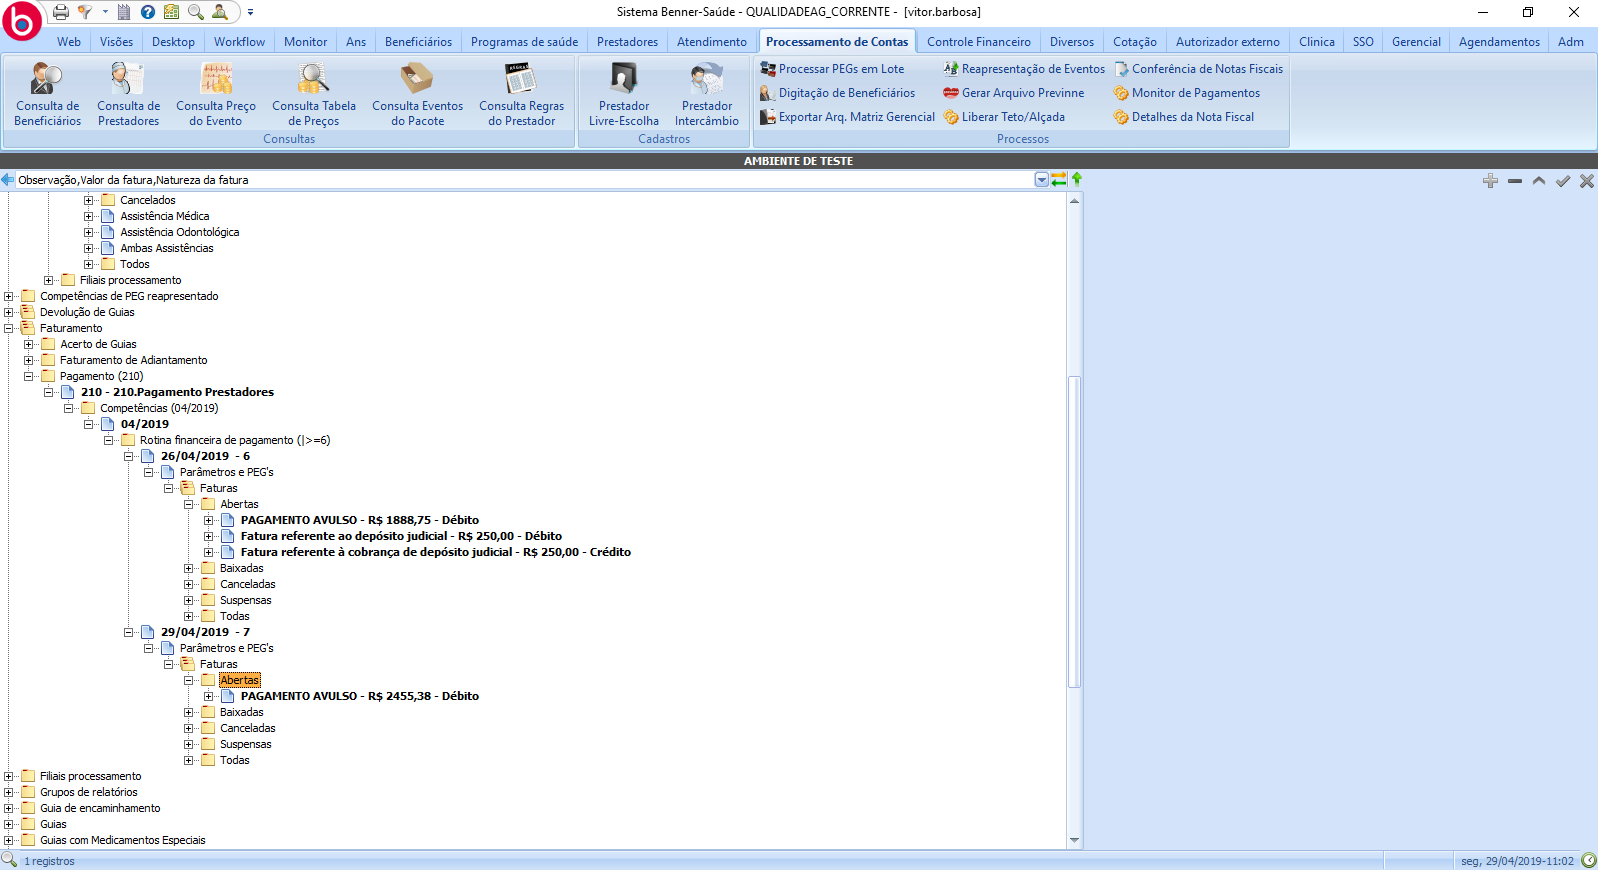 Sistema Benner-Saúde - QUALIDADEAG_CORRENTE - [vitor.barbosa]
Web Visões Desktop Workflow Monitor Ans Beneficiários Programas de saúde Prestadores Atendimento Processamento de Contas Controle Financeiro Diversos Cotação Autorizador externo Clinica SSO Gerencial Agendamentos Adm
Consulta de Beneficiários
Consulta de Prestadores
Consulta Preço do Evento
Consulta Tabela de Preços
Consulta Eventos do Pacote
Consulta Regras do Prestador
Consultas
Prestador Livre-Escolha
Prestador Intercâmbio
Cadastros
Processar PEGs em Lote
Digitação de Beneficiários
Exportar Arq. Matriz Gerencial
Reapresentação de Eventos
Gerar Arquivo Previnne
Liberar Teto/Alçada
Conferência de Notas Fiscais
Monitor de Pagamentos
Detalhes da Nota Fiscal
Processos
AMBIENTE DE TESTE
Observação,Valor da fatura,Natureza da fatura
Cancelados
Assistência Médica
Assistência Odontológica
Ambas Assistências
Todos
Filiais processamento
Competências de PEG reapresentado
Devolução de Guias
Faturamento
Acerto de Guias
Faturamento de Adiantamento
Pagamento (210)
210 - 210.Pagamento Prestadores
Competências (04/2019)
04/2019
Rotina financeira de pagamento (|>=6)
26/04/2019 - 6
Parâmetros e PEG's
Faturas
Abertas
PAGAMENTO AVULSO - R$ 1888,75 - Débito
Fatura referente ao depósito judicial - R$ 250,00 - Débito
Fatura referente à cobrança de depósito judicial - R$ 250,00 - Crédito
Baixadas
Canceladas
Suspensas
Todas
29/04/2019 - 7
Parâmetros e PEG's
Faturas
Abertas
PAGAMENTO AVULSO - R$ 2455,38 - Débito
Baixadas
Canceladas
Suspensas
Todas
Filiais processamento
Grupos de relatórios
Guia de encaminhamento
Guias
Guias com Medicamentos Especiais
1 registros
seg, 29/04/2019-11:02